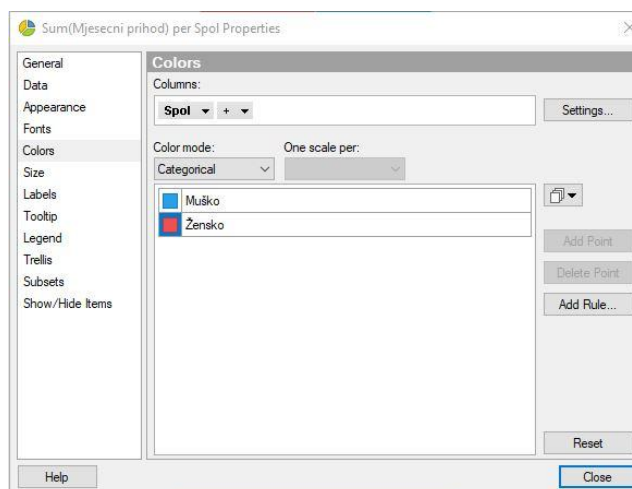 Sum(Mjesecni prihod) per Spol Properties
General
Data
Appearance
Fonts
Colors
Size
Labels
Tooltip
Legend
Trellis
Subsets
Show/Hide Items
Colors
Columns:
Spol +
Settings...
Color mode:
One scale per:
Categorical
Muško
Žensko
Add Point
Delete Point
Add Rule...
Reset
Help
Close